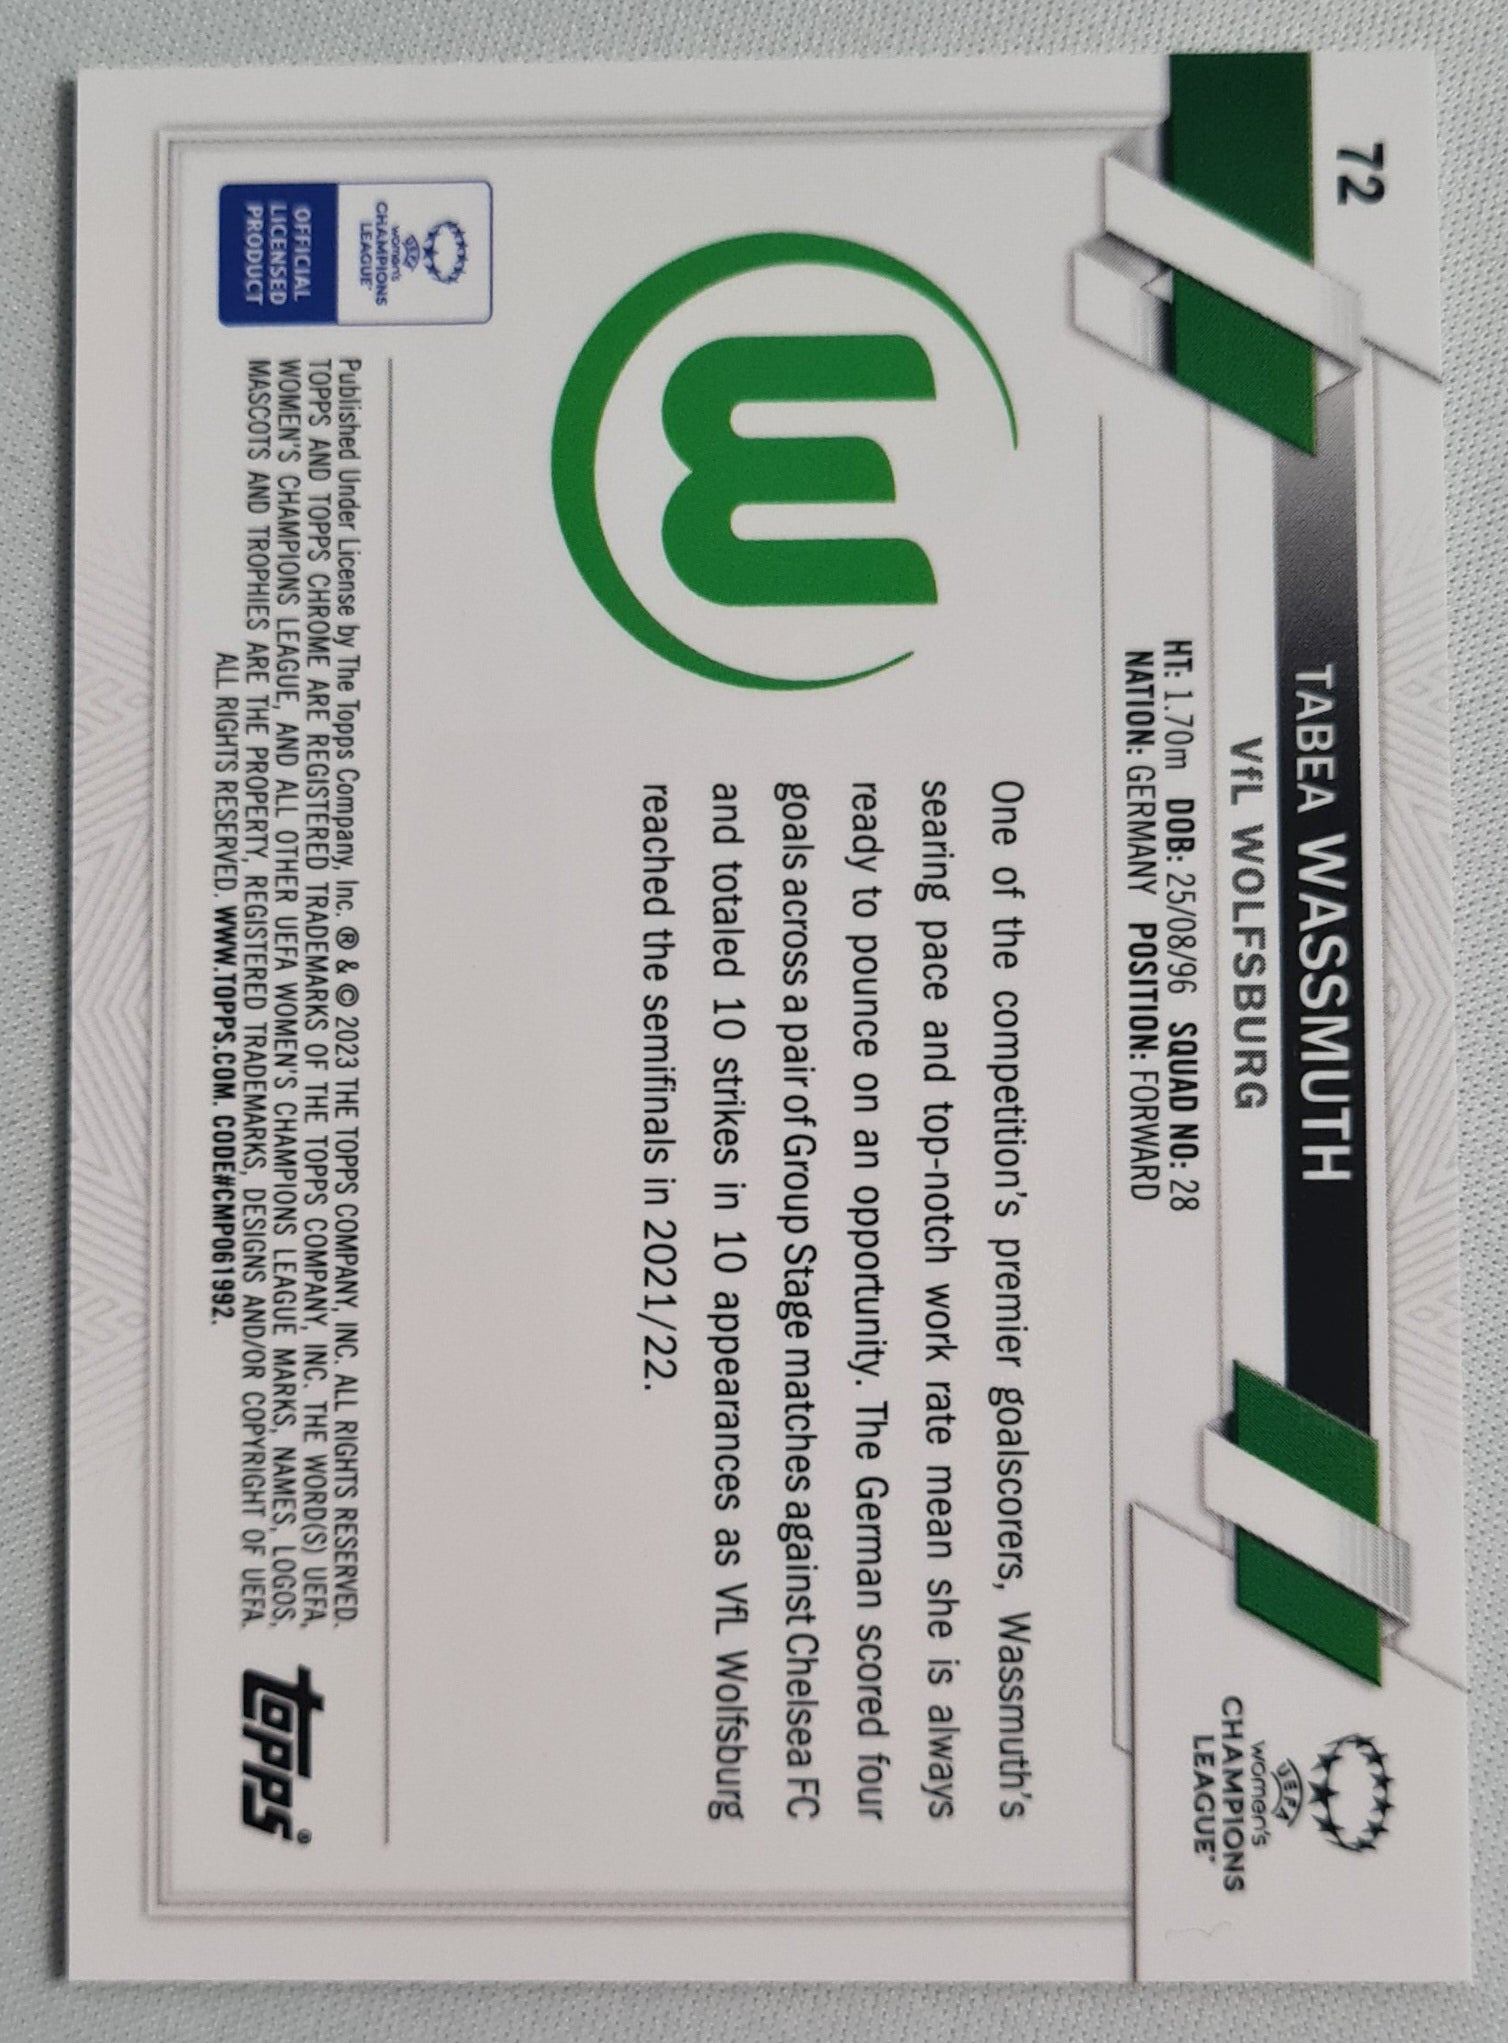 72
TABEA WASSMUTH
VfL WOLFSBURG
HT: 1.70m DOB: 25/08/96 SQUAD NO: 28
NATION: GERMANY POSITION: FORWARD
UEFA
women's
CHAMPIONS
LEAGUE™
One of the competition's premier goalscorers, Wassmuth's
searing pace and top-notch work rate mean she is always
ready to pounce on an opportunity. The German scored four
goals across a pair of Group Stage matches against Chelsea FC
and totaled 10 strikes in 10 appearances as VfL Wolfsburg
reached the semifinals in 2021/22.
UEFA
women's
CHAMPIONS
LEAGUE™
OFFICIAL
LICENSED
PRODUCT
Published Under License by The Topps Company, Inc. ® & © 2023 THE TOPPS COMPANY, INC. ALL RIGHTS RESERVED.
TOPPS AND TOPPS CHROME ARE REGISTERED TRADEMARKS OF THE TOPPS COMPANY, INC. THE WORD(S) UEFA,
WOMEN'S CHAMPIONS LEAGUE, AND ALL OTHER UEFA WOMEN'S CHAMPIONS LEAGUE MARKS, NAMES, LOGOS,
MASCOTS AND TROPHIES ARE THE PROPERTY, REGISTERED TRADEMARKS, DESIGNS AND/OR COPYRIGHT OF UEFA.
ALL RIGHTS RESERVED. WWW.TOPPS.COM. CODE#CMP061992.
topps®